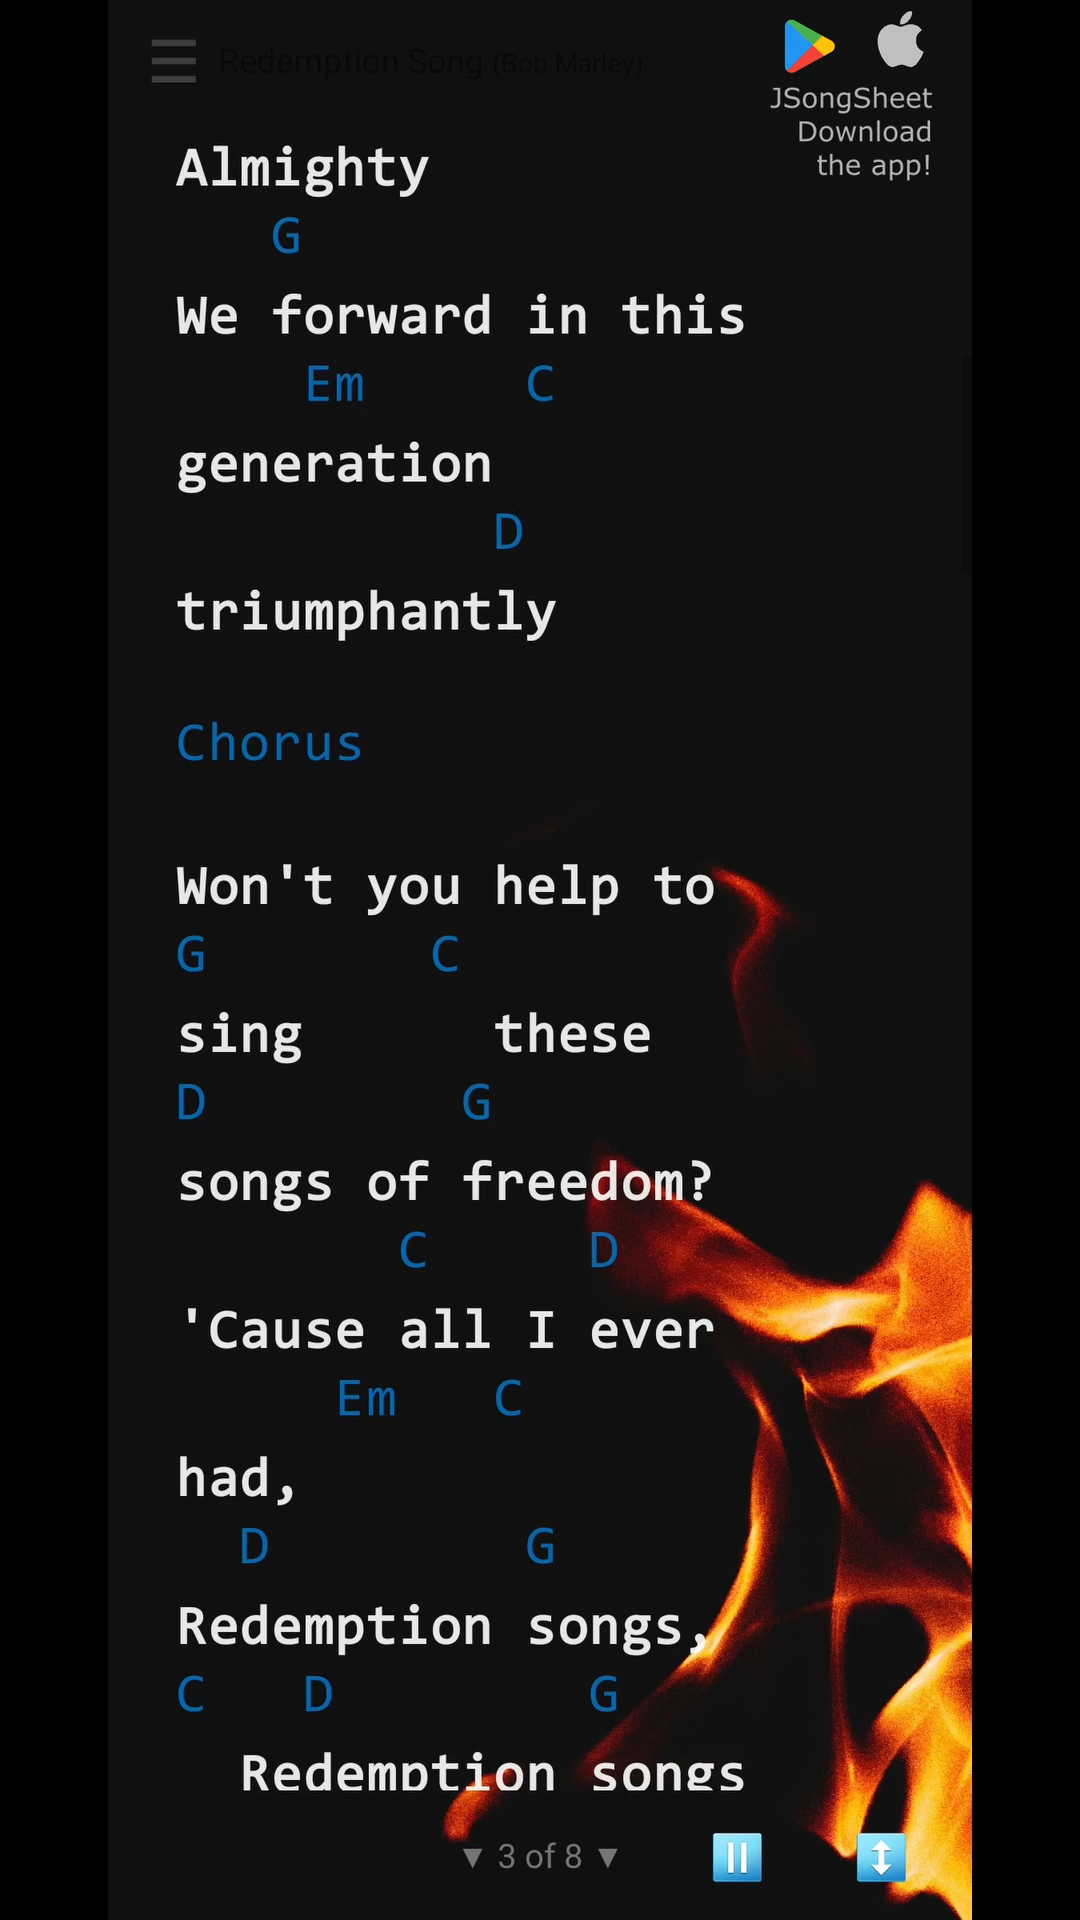 Redemption Song (Bob Marley)
JSongSheet
Download
the app!
Almighty
G
We forward in this
Em C
generation
D
triumphantly
Chorus
Won't you help to
G C
sing these
D G
songs of freedom?
C D
'Cause all I ever
Em C
had,
D G
Redemption songs,
C D G
Redemption songs
▼ 3 of 8 ▼